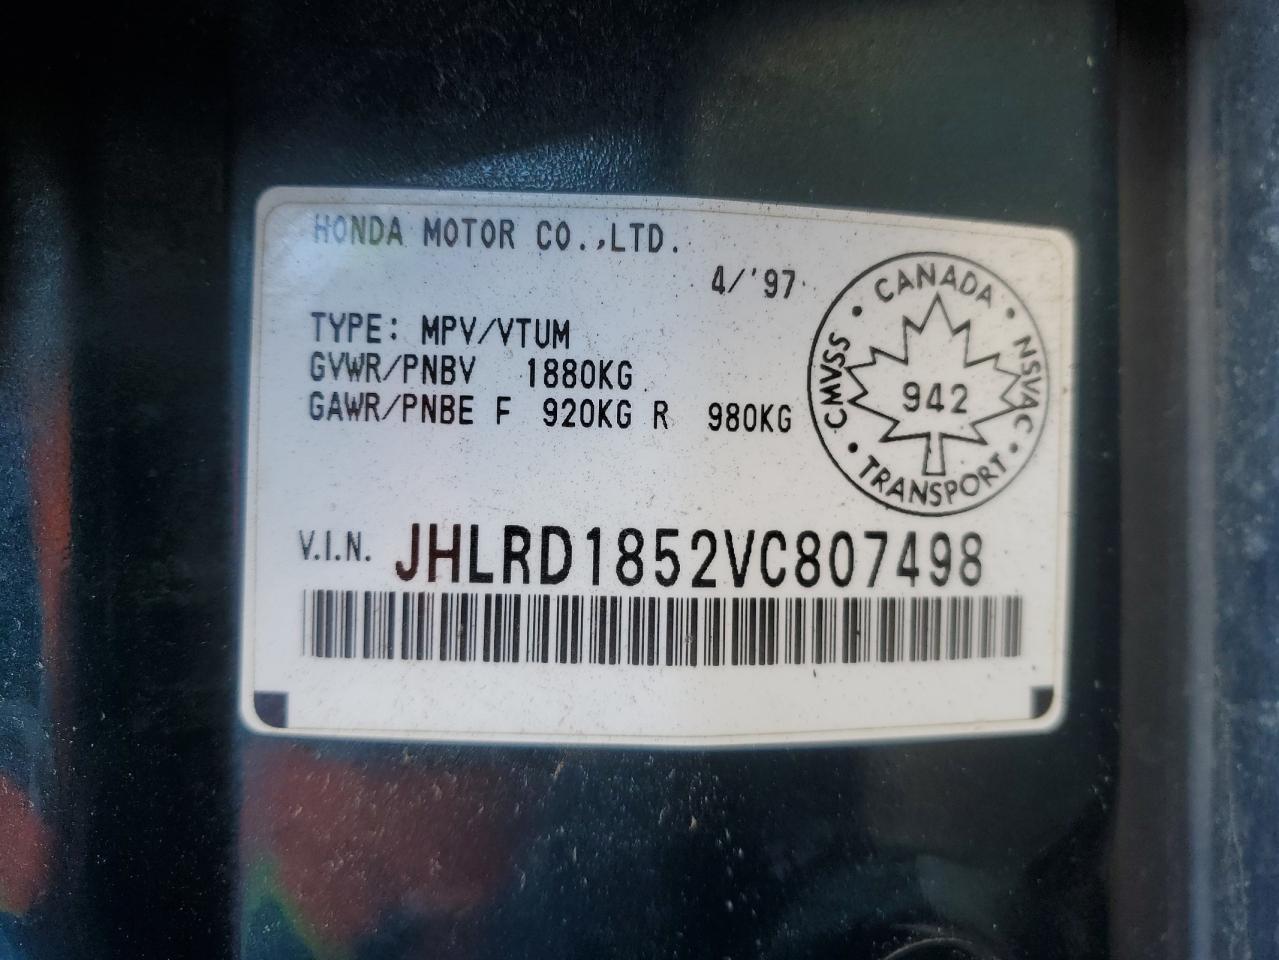 HONDA MOTOR CO.,LTD.
4/'97
TYPE: MPV/VTUM
GVWR/PNBV 1880KG
GAWR/PNBE F 920KG R 980KG
CANADA
CMVSS
NSVAC
942
TRANSPORT
V.I.N. JHLRD1852VC807498